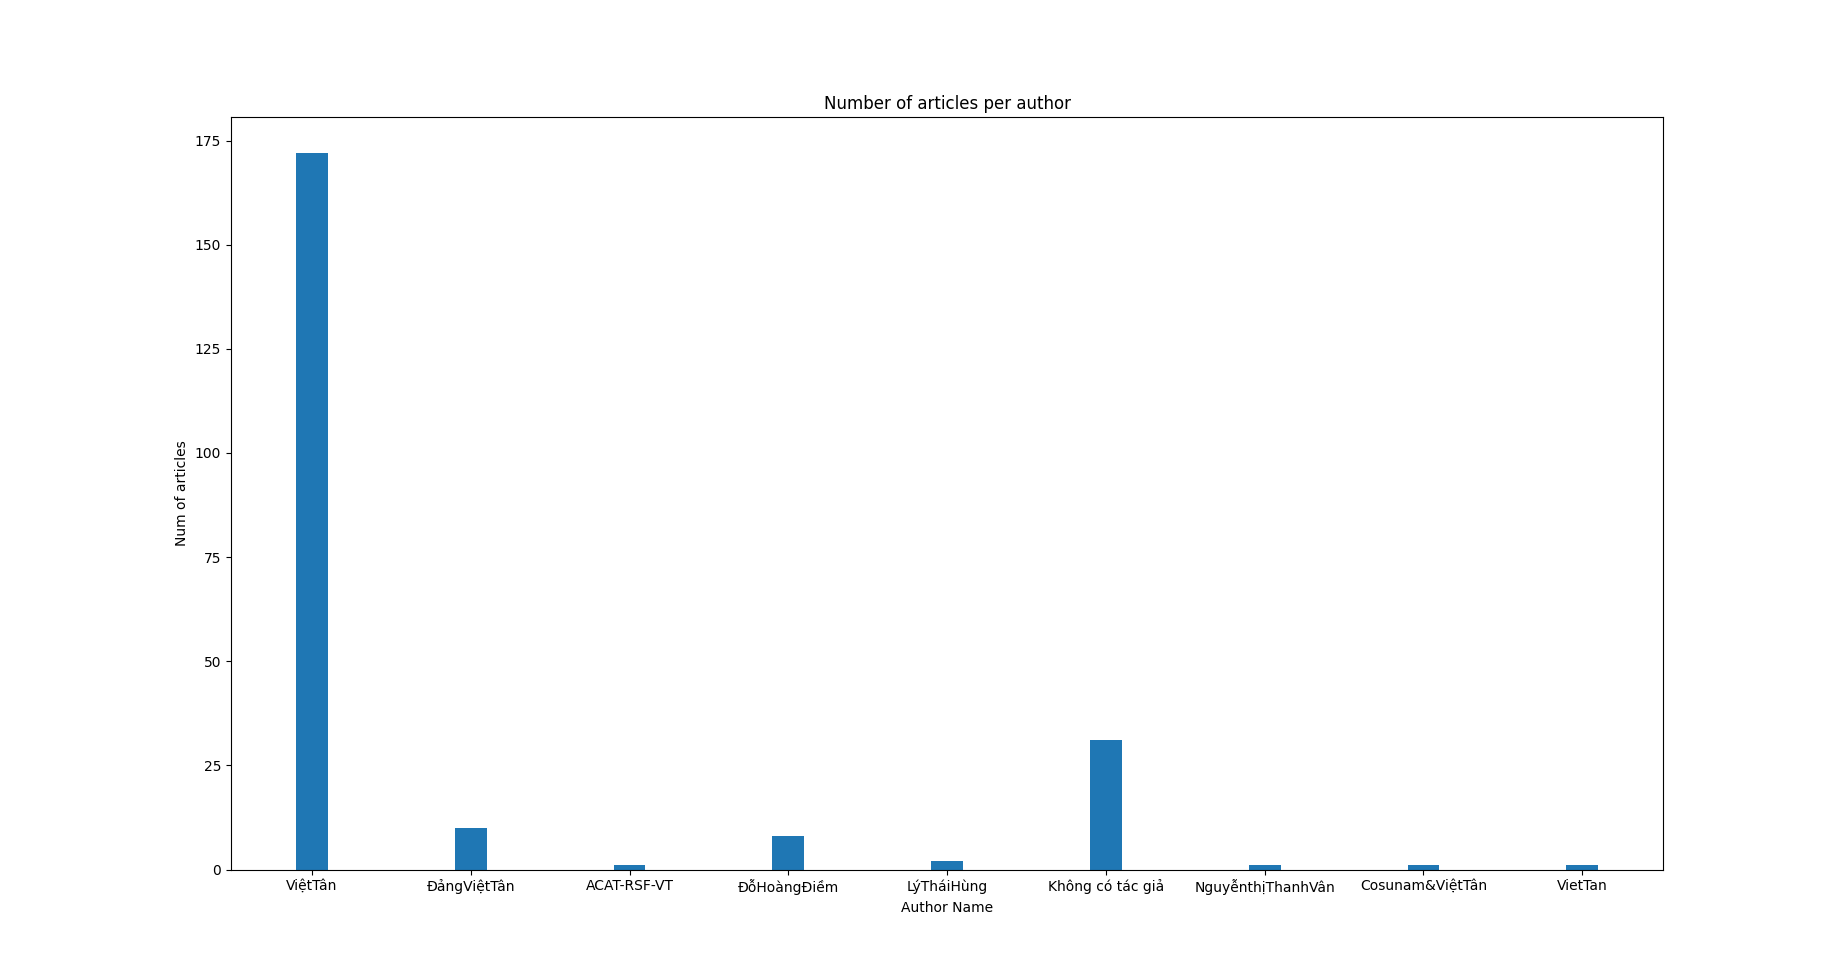 Number of articles per author
175
150
125
100
75
50
25
0
Num of articles
ViệtTân ĐảngViệtTân ACAT-RSF-VT ĐỗHoàngĐiềm LýTháiHùng Không có tác giả NguyễnthịThanhVân Cosunam&ViệtTân VietTan
Author Name